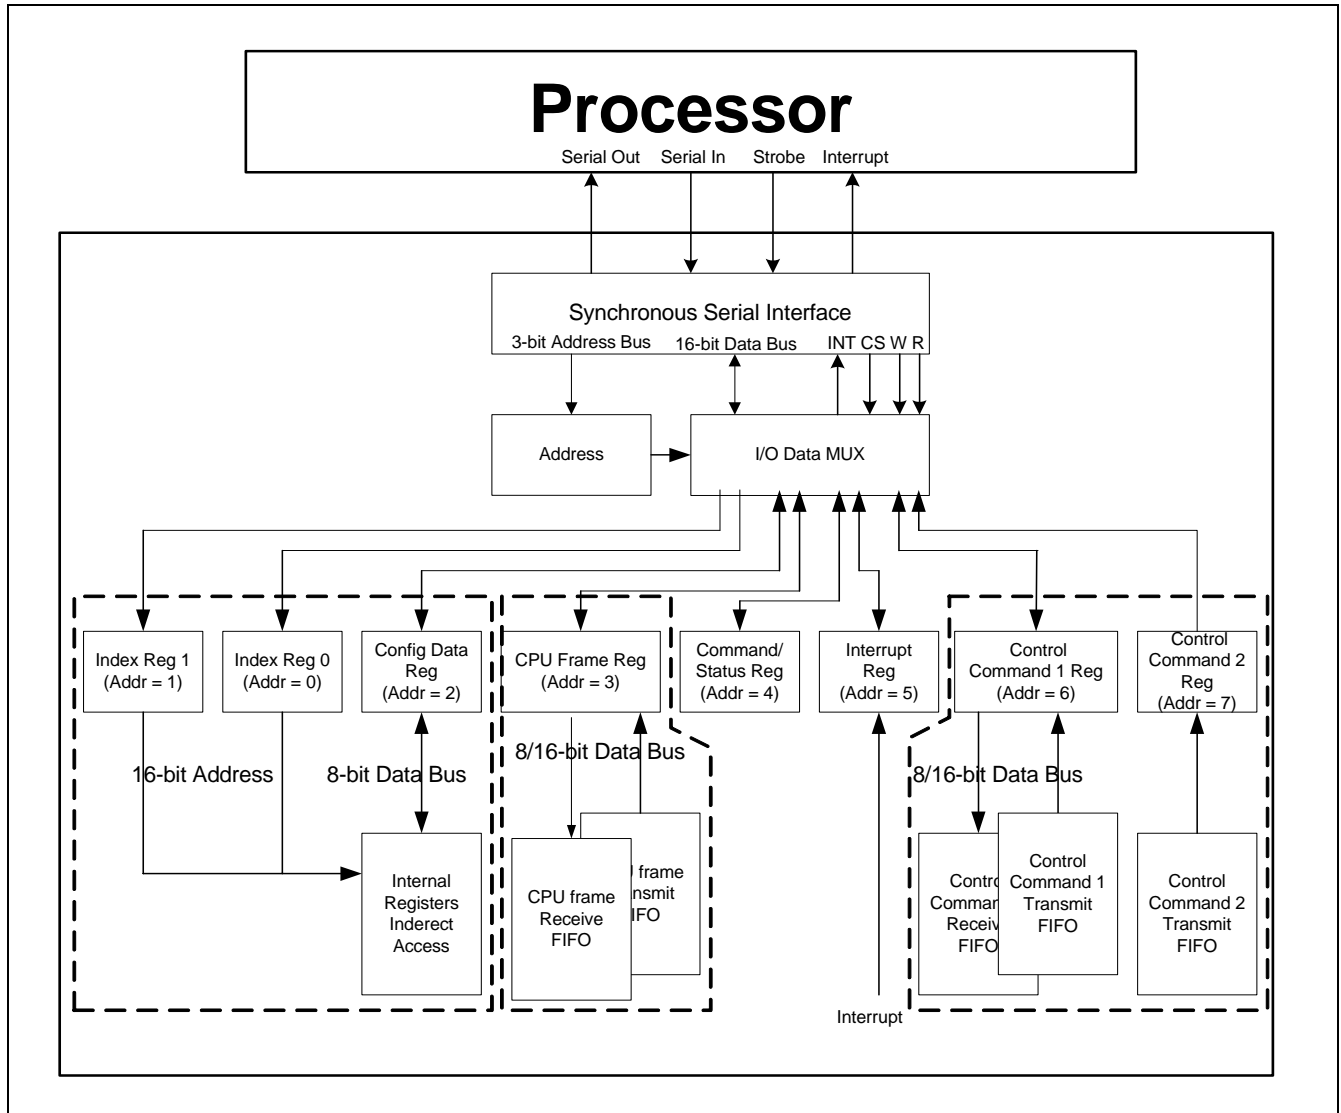 Processor
Serial Out
Serial In
Strobe
Interrupt
Synchronous Serial Interface
3-bit Address Bus
16-bit Data Bus
INT CS W R
Address
I/O Data MUX
Index Reg 1
(Addr = 1)
Index Reg 0
(Addr = 0)
Config Data
Reg
(Addr = 2)
CPU Frame Reg
(Addr = 3)
Command/
Status Reg
(Addr = 4)
Interrupt
Reg
(Addr = 5)
Control
Command 1 Reg
(Addr = 6)
Control
Command 2
Reg
(Addr = 7)
16-bit Address
8-bit Data Bus
8/16-bit Data Bus
8/16-bit Data Bus
Internal
Registers
Inderect
Access
CPU frame
Receive
FIFO
frame
FIFO
Control
Command 1
Transmit
FIFO
Control
Command 2
Transmit
FIFO
Interrupt